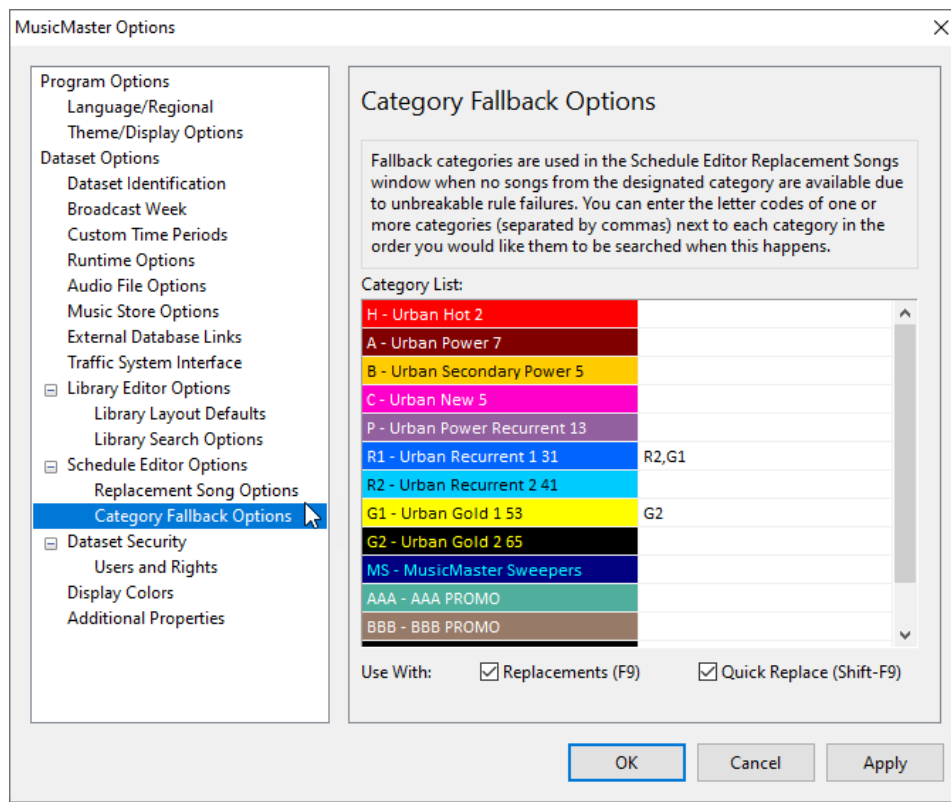 MusicMaster Options
Program Options
Language/Regional
Theme/Display Options
Dataset Options
Dataset Identification
Broadcast Week
Custom Time Periods
Runtime Options
Audio File Options
Music Store Options
External Database Links
Traffic System Interface
Library Editor Options
Library Layout Defaults
Library Search Options
Schedule Editor Options
Replacement Song Options
Category Fallback Options
Dataset Security
Users and Rights
Display Colors
Additional Properties
Category Fallback Options
Fallback categories are used in the Schedule Editor Replacement Songs
window when no songs from the designated category are available due
to unbreakable rule failures. You can enter the letter codes of one or
more categories (separated by commas) next to each category in the
order you would like them to be searched when this happens.
Category List:
H - Urban Hot 2
A - Urban Power 7
B - Urban Secondary Power 5
C - Urban New 5
P - Urban Power Recurrent 13
R1 - Urban Recurrent 1 31 R2,G1
R2 - Urban Recurrent 2 41
G1 - Urban Gold 1 53 G2
G2 - Urban Gold 2 65
MS - MusicMaster Sweepers
AAA - AAA PROMO
BBB - BBB PROMO
Use With: Replacements (F9) Quick Replace (Shift-F9)
OK Cancel Apply